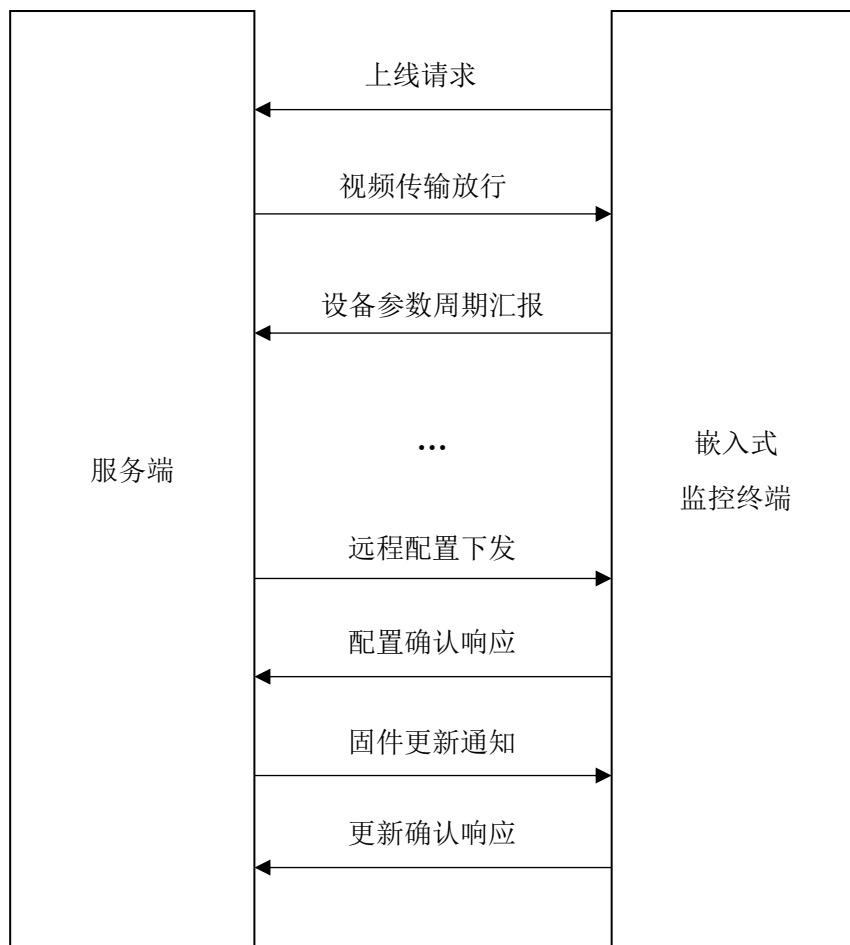 上线请求
视频传输放行
设备参数周期汇报
服务端
...
嵌入式
监控终端
远程配置下发
配置确认响应
固件更新通知
更新确认响应